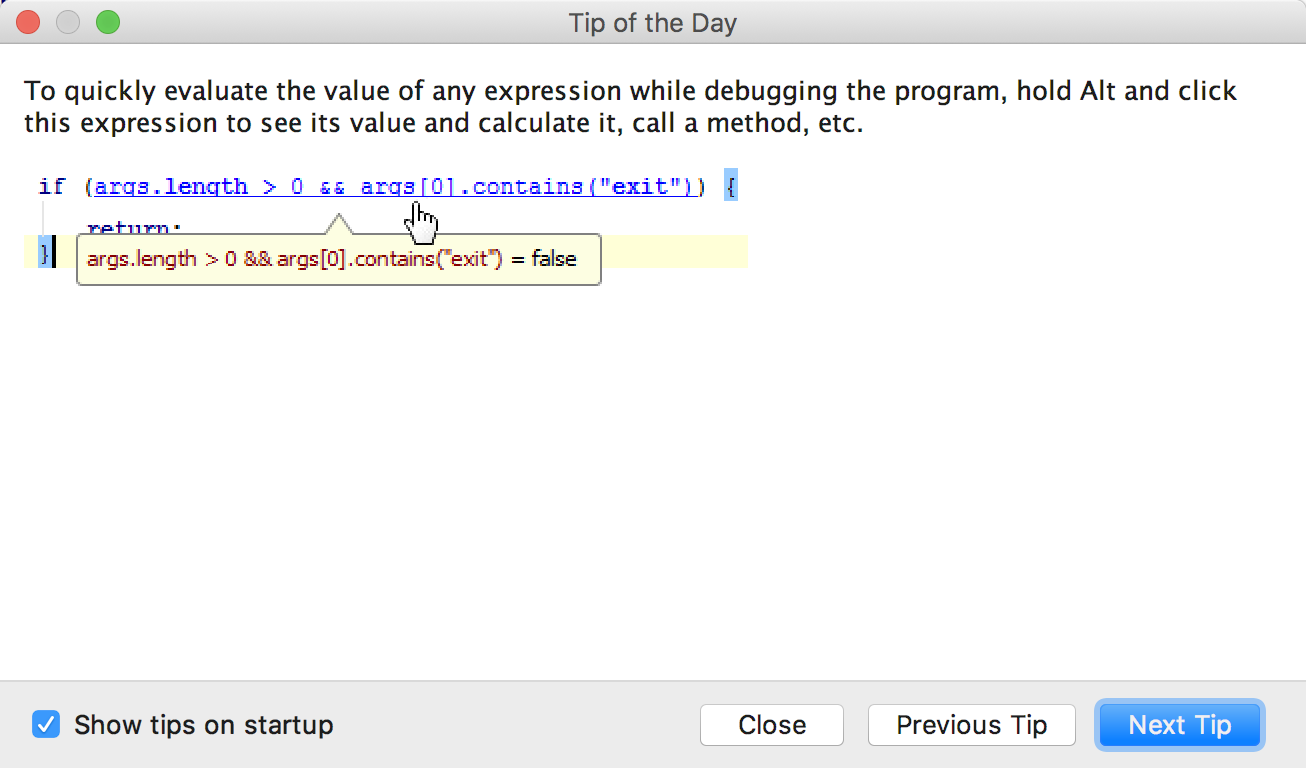 Tip of the Day
To quickly evaluate the value of any expression while debugging the program, hold Alt and click
this expression to see its value and calculate it, call a method, etc.
if (args.length > 0 && args[0].contains("exit")) {
return;
}
args.length > 0 && args[0].contains("exit") = false
Show tips on startup
Close
Previous Tip
Next Tip